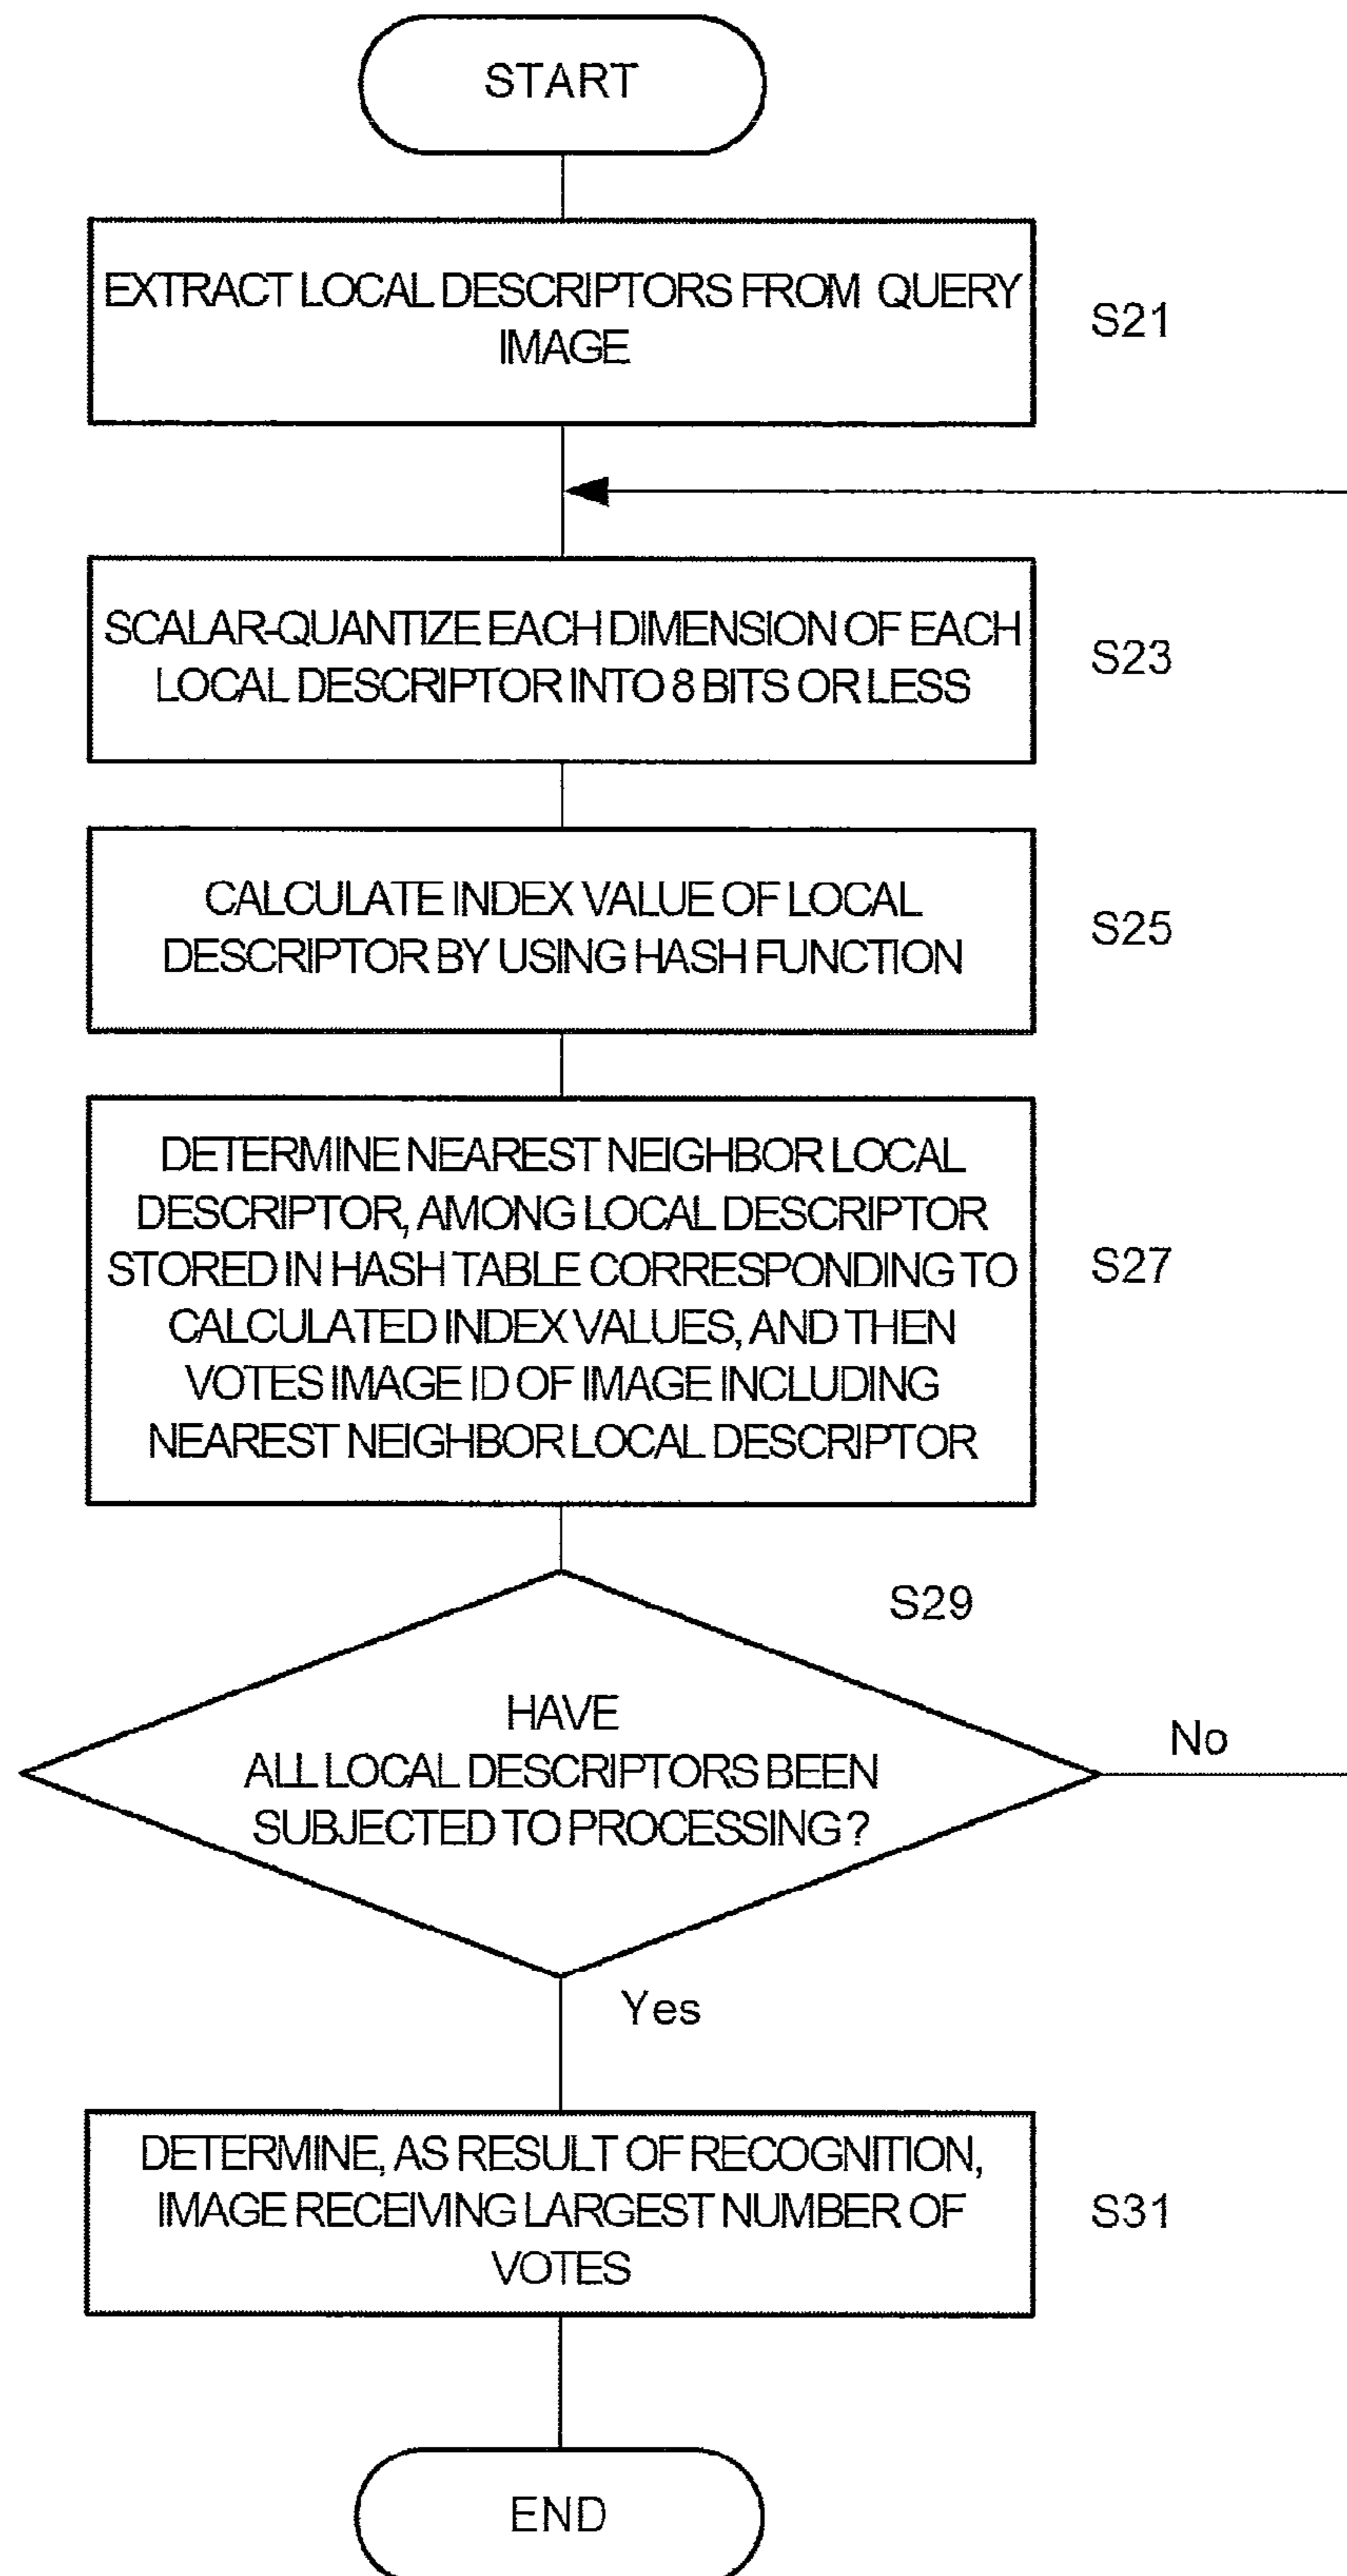 START
EXTRACT LOCAL DESCRIPTORS FROM QUERY
IMAGE
S21
SCALAR-QUANTIZE EACH DIMENSION OF EACH
LOCAL DESCRIPTOR INTO 8 BITS OR LESS
S23
CALCULATE INDEX VALUE OF LOCAL
DESCRIPTOR BY USING HASH FUNCTION
S25
DETERMINE NEAREST NEIGHBOR LOCAL
DESCRIPTOR, AMONG LOCAL DESCRIPTOR
STORED IN HASH TABLE CORRESPONDING TO
CALCULATED INDEX VALUES, AND THEN
VOTES IMAGE ID OF IMAGE INCLUDING
NEAREST NEIGHBOR LOCAL DESCRIPTOR
S27
S29
HAVE
ALL LOCAL DESCRIPTORS BEEN
SUBJECTED TO PROCESSING?
No
Yes
DETERMINE, AS RESULT OF RECOGNITION,
IMAGE RECEIVING LARGEST NUMBER OF
VOTES
S31
END